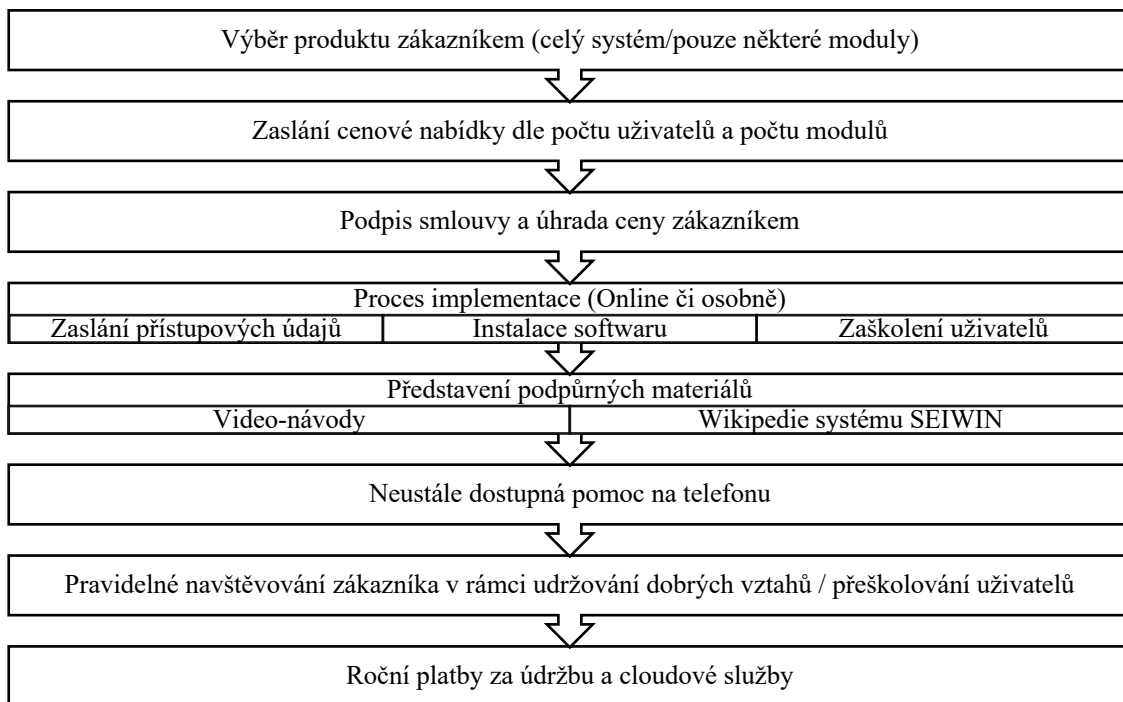 Výběr produktu zákazníkem (celý systém/pouze některé moduly)
Zaslání cenové nabídky dle počtu uživatelů a počtu modulů
Podpis smlouvy a úhrada ceny zákazníkem
Proces implementace (Online či osobně)
Zaslání přístupových údajů
Instalace softwaru
Zaškolení uživatelů
Představení podpůrných materiálů
Video-návody
Wikipedie systému SEIWIN
Neustále dostupná pomoc na telefonu
Pravidelné navštěvování zákazníka v rámci udržování dobrých vztahů / přeškolování uživatelů
Roční platby za údržbu a cloudové služby